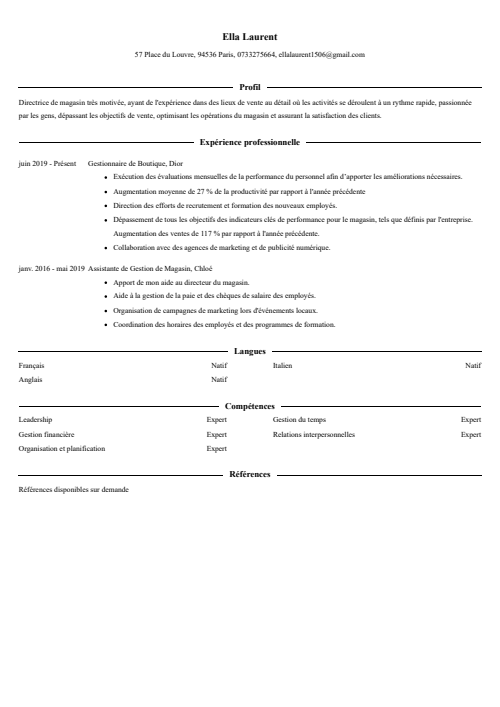 Ella Laurent
57 Place du Louvre, 94536 Paris, 0733275664, ellalaurent1506@gmail.com
Profil
Directrice de magasin très motivée, ayant de l'expérience dans des lieux de vente au détail où les activités se déroulent à un rythme rapide, passionnée
par les gens, dépassant les objectifs de vente, optimisant les opérations du magasin et assurant la satisfaction des clients.
Expérience professionnelle
juin 2019 - Présent Gestionnaire de Boutique, Dior
• Exécution des évaluations mensuelles de la performance du personnel afin d’apporter les améliorations nécessaires.
• Augmentation moyenne de 27 % de la productivité par rapport à l'année précédente
• Direction des efforts de recrutement et formation des nouveaux employés.
• Dépassement de tous les objectifs des indicateurs clés de performance pour le magasin, tels que définis par l'entreprise.
Augmentation des ventes de 117 % par rapport à l'année précédente.
• Collaboration avec des agences de marketing et de publicité numérique.
janv. 2016 - mai 2019 Assistante de Gestion de Magasin, Chloé
• Apport de mon aide au directeur du magasin.
• Aide à la gestion de la paie et des chèques de salaire des employés.
• Organisation de campagnes de marketing lors d'événements locaux.
• Coordination des horaires des employés et des programmes de formation.
Langues
Français Natif Italien Natif
Anglais Natif
Compétences
Leadership Expert Gestion du temps Expert
Gestion financière Expert Relations interpersonnelles Expert
Organisation et planification Expert
Références
Références disponibles sur demande